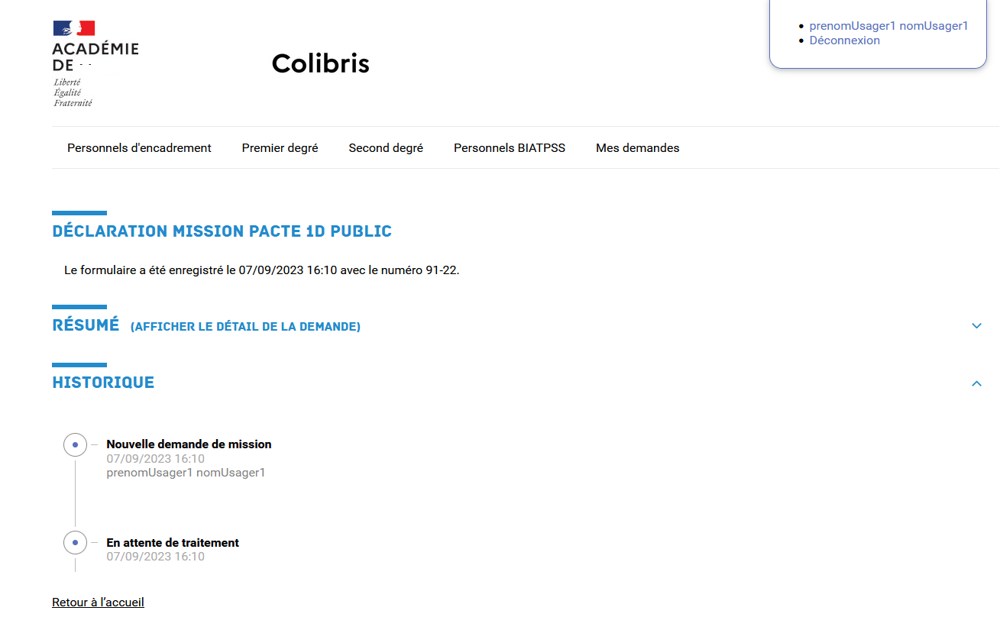 ACADÉMIE
DE - -
Liberté
Égalité
Fraternité
Colibris
prenomUsager1 nomUsager1
Déconnexion
Personnels d'encadrement Premier degré Second degré Personnels BIATPSS Mes demandes
DÉCLARATION MISSION PACTE 1D PUBLIC
Le formulaire a été enregistré le 07/09/2023 16:10 avec le numéro 91-22.
RÉSUMÉ (AFFICHER LE DÉTAIL DE LA DEMANDE)
HISTORIQUE
Nouvelle demande de mission
07/09/2023 16:10
prenomUsager1 nomUsager1
En attente de traitement
07/09/2023 16:10
Retour à l’accueil